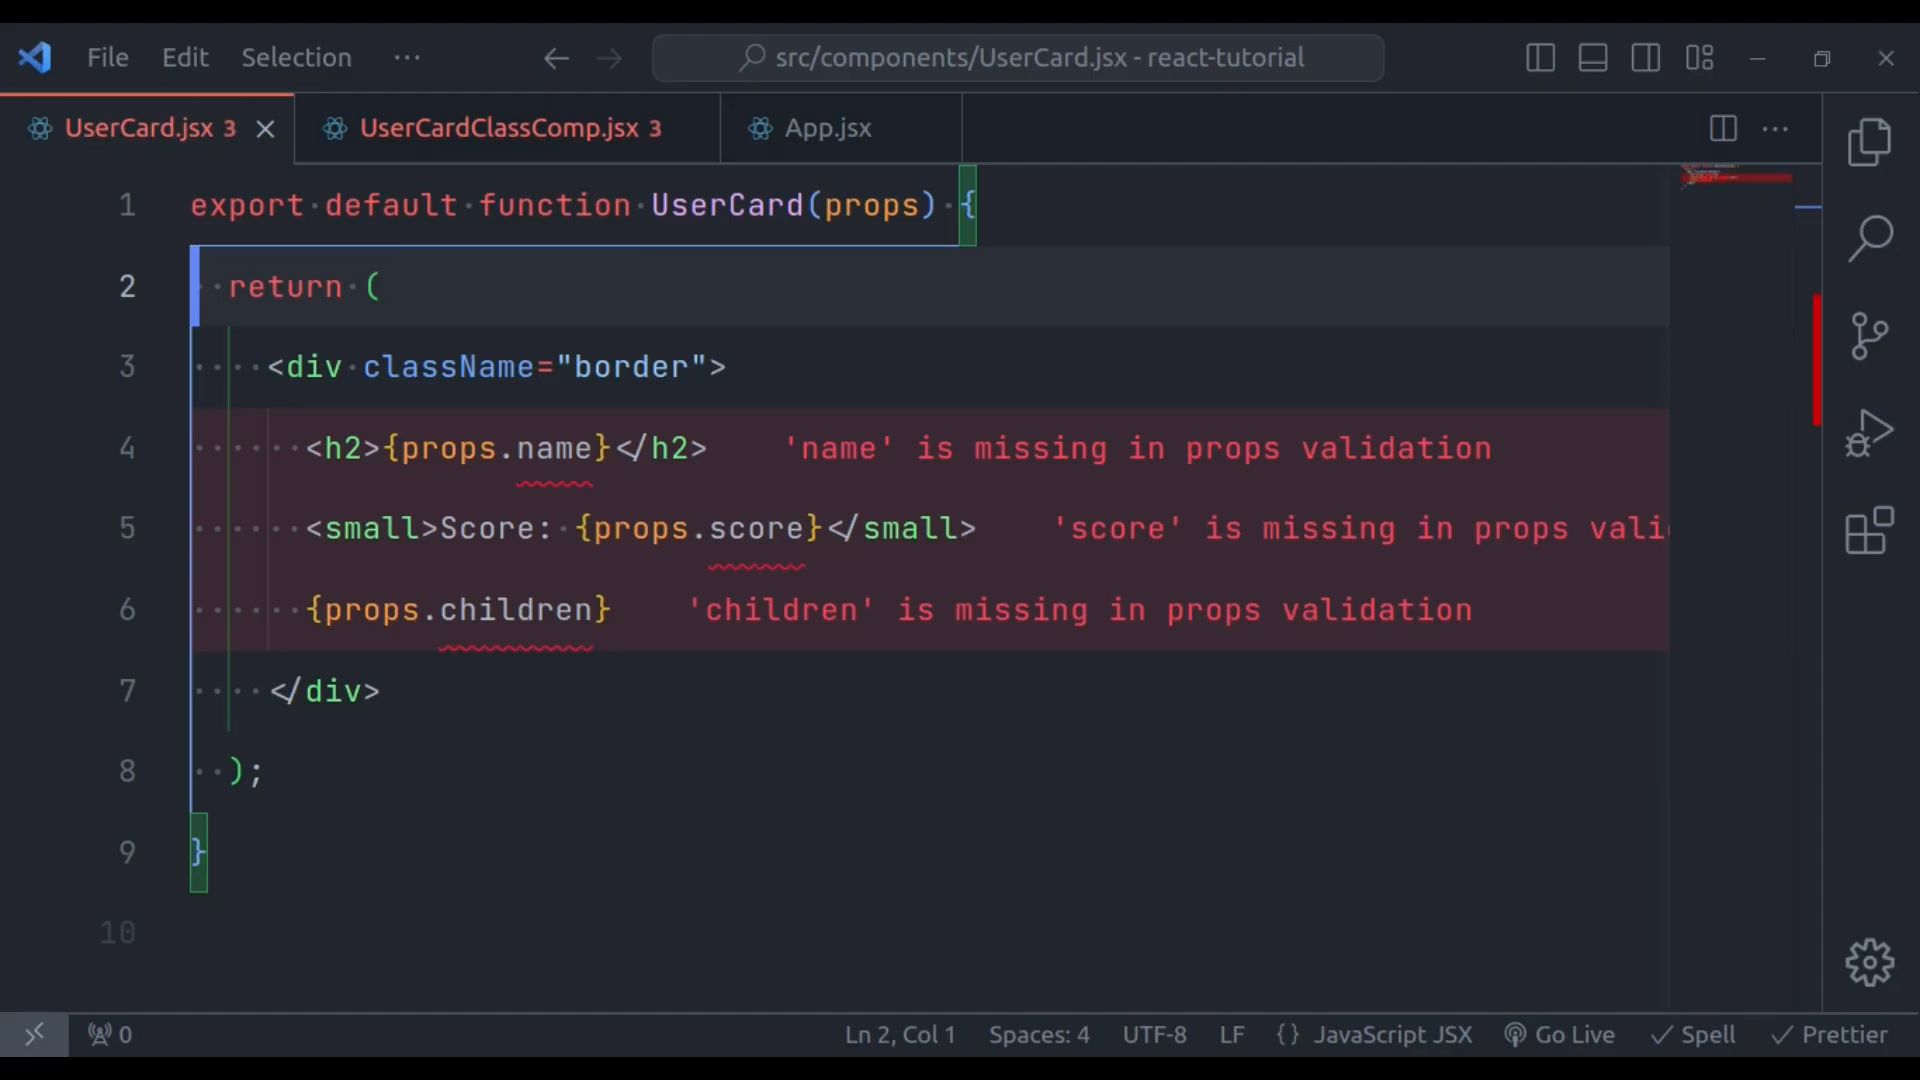 File Edit Selection ···
src/components/UserCard.jsx - react-tutorial
UserCard.jsx 3
UserCardClassComp.jsx 3
App.jsx
1 export default function UserCard(props) {
2 return (
3 <div className="border">
4 <h2>{props.name}</h2> 'name' is missing in props validation
5 <small>Score: {props.score}</small> 'score' is missing in props vali
6 {props.children} 'children' is missing in props validation
7 </div>
8 );
9 }
10
0 Ln 2, Col 1 Spaces: 4 UTF-8 LF {} JavaScript JSX Go Live Spell Prettier